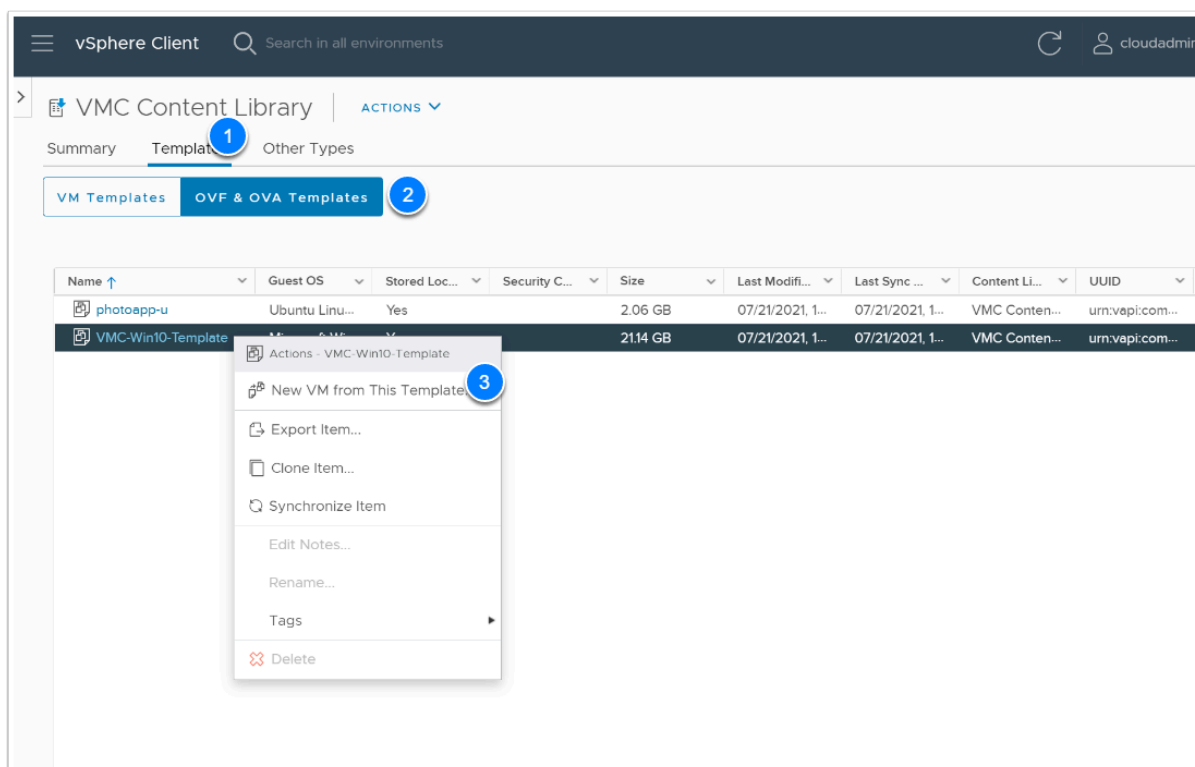 vSphere Client Search in all environments cloudadmin
VMC Content Library ACTIONS
1
Summary Template Other Types
VM Templates OVF & OVA Templates 2
Name Guest OS Stored Loc... Security C... Size Last Modifi... Last Sync ... Content Li... UUID
photoapp-u Ubuntu Linu... Yes 2.06 GB 07/21/2021, 1... 07/21/2021, 1... VMC Conten... urn:vapi:com...
VMC-Win10-Template 21.14 GB 07/21/2021, 1... 07/21/2021, 1... VMC Conten... urn:vapi:com...
Actions - VMC-Win10-Template
New VM from This Template 3
Export Item...
Clone Item...
Synchronize Item
Edit Notes...
Rename...
Tags
Delete